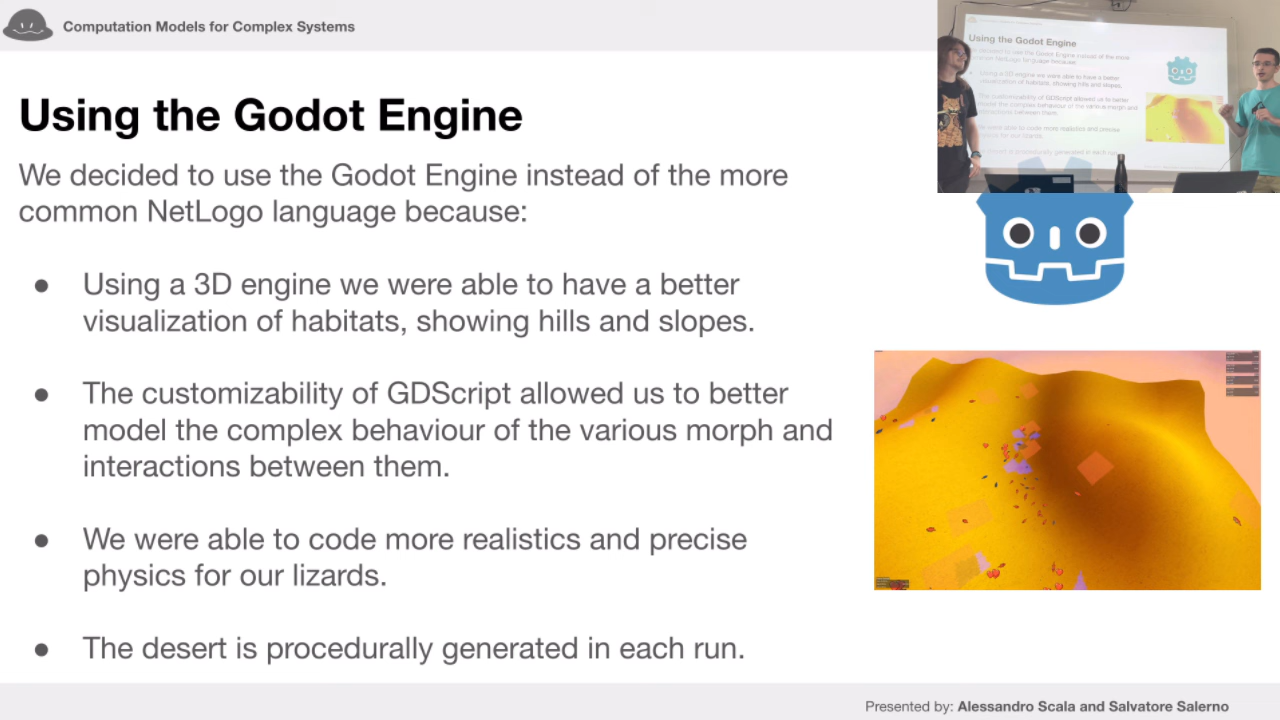 Computation Models for Complex Systems
Using the Godot Engine
We decided to use the Godot Engine instead of the more
common NetLogo language because:
● Using a 3D engine we were able to have a better
visualization of habitats, showing hills and slopes.
● The customizability of GDScript allowed us to better
model the complex behaviour of the various morph and
interactions between them.
● We were able to code more realistics and precise
physics for our lizards.
● The desert is procedurally generated in each run.
Presented by: Alessandro Scala and Salvatore Salerno
Using the Godot Engine